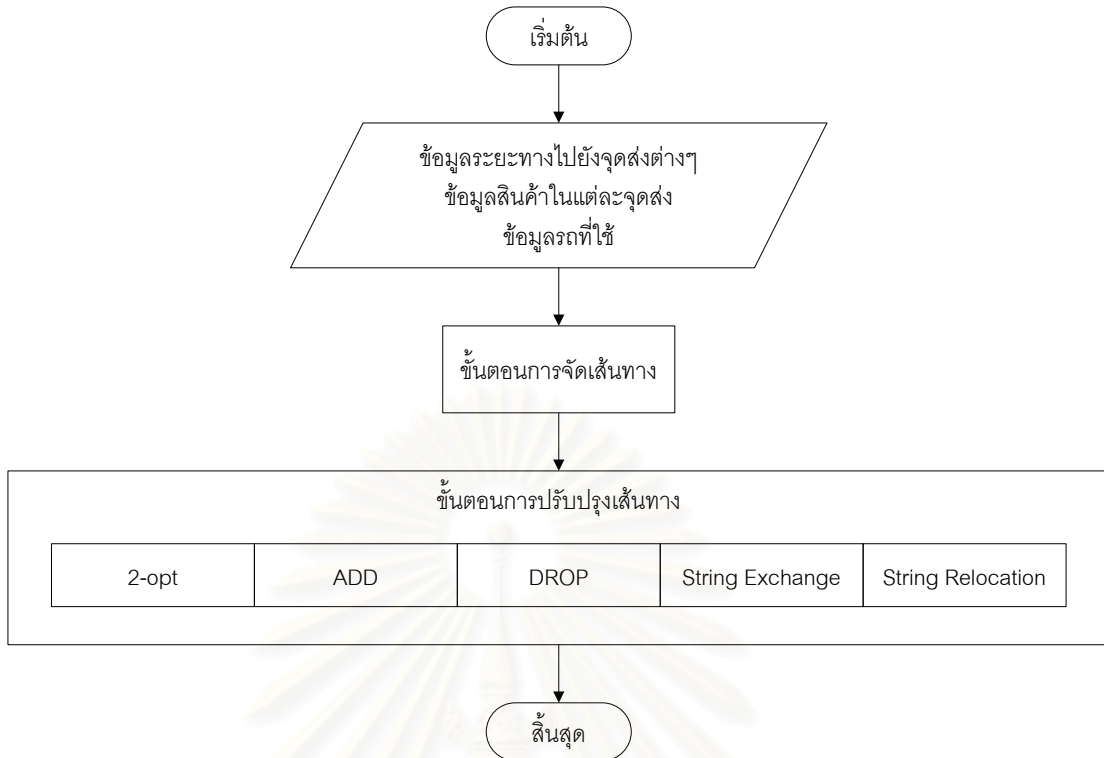 เริ่มต้น
ข้อมูลระยะทางไปยังจุดส่งต่างๆ
ข้อมูลสินค้าในแต่ละจุดส่ง
ข้อมูลรถที่ใช้
ขั้นตอนการจัดเส้นทาง
ขั้นตอนการปรับปรุงเส้นทาง
2-opt ADD DROP String Exchange String Relocation
สิ้นสุด